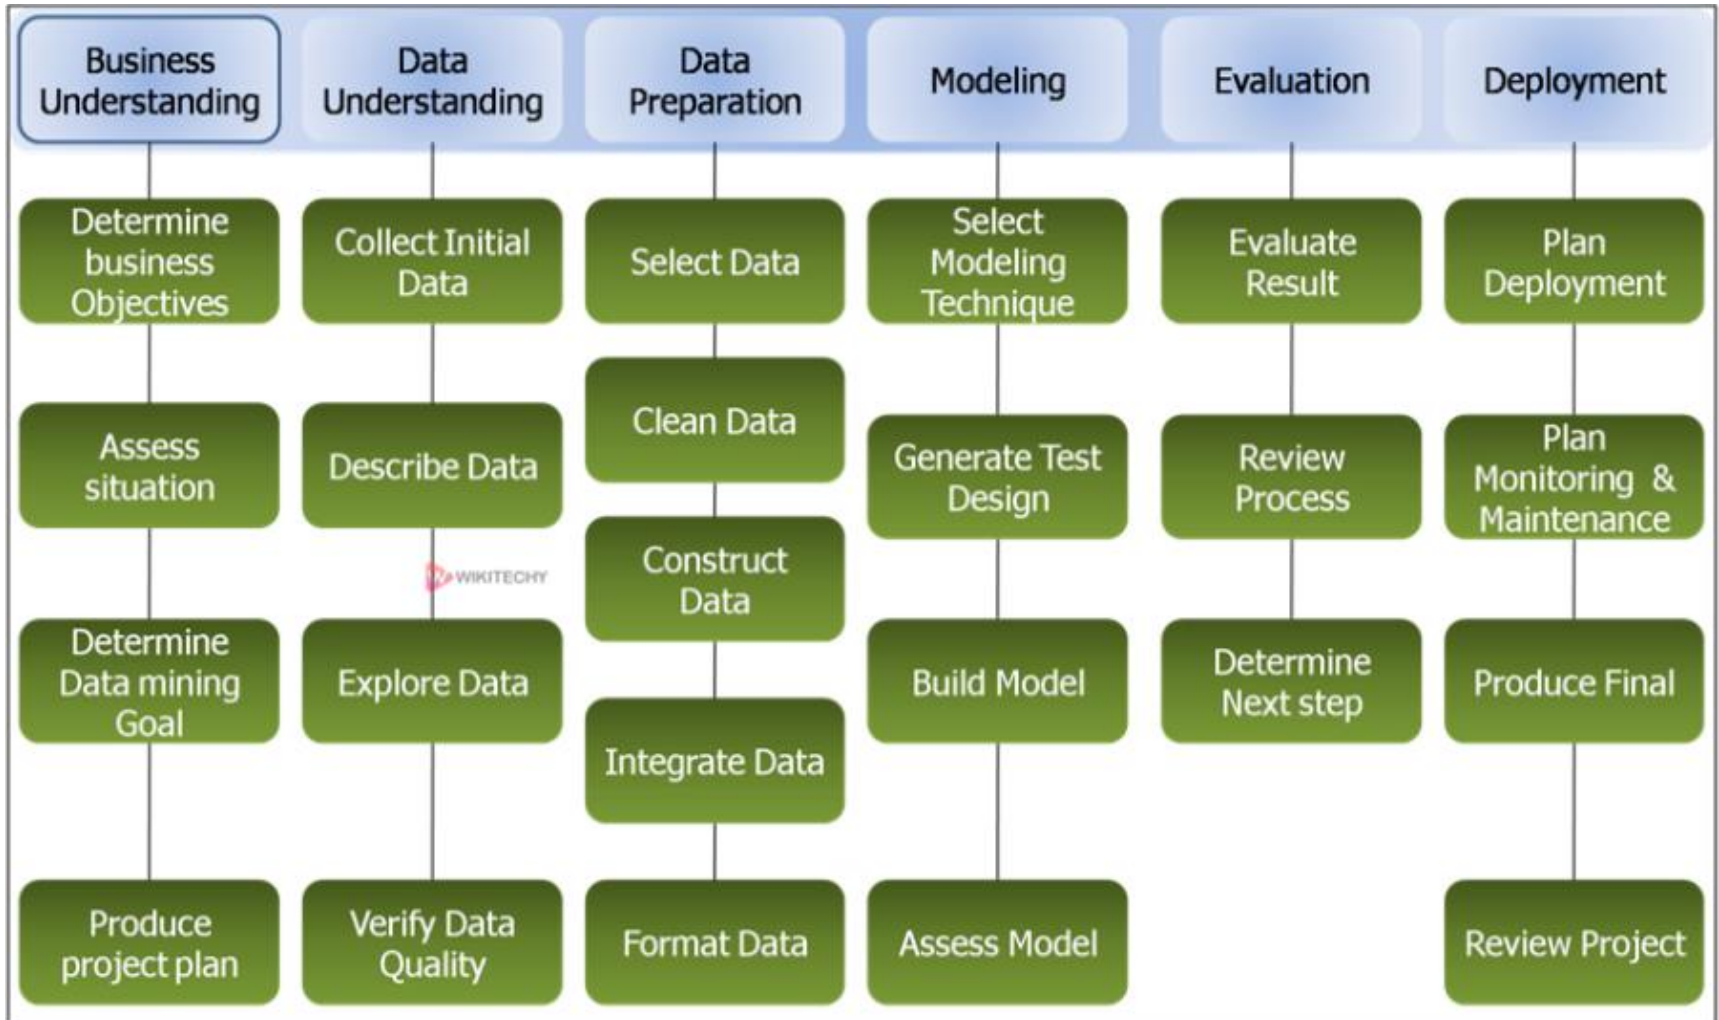 Business
Understanding
Data
Understanding
Data
Preparation
Modeling
Evaluation
Deployment
Determine
business
Objectives
Assess
situation
Determine
Data mining
Goal
Produce
project plan
Collect Initial
Data
Describe Data
WIKITECHY
Explore Data
Verify Data
Quality
Select Data
Clean Data
Construct
Data
Integrate Data
Format Data
Select
Modeling
Technique
Generate Test
Design
Build Model
Assess Model
Evaluate
Result
Review
Process
Determine
Next step
Plan
Deployment
Plan
Monitoring &
Maintenance
Produce Final
Review Project